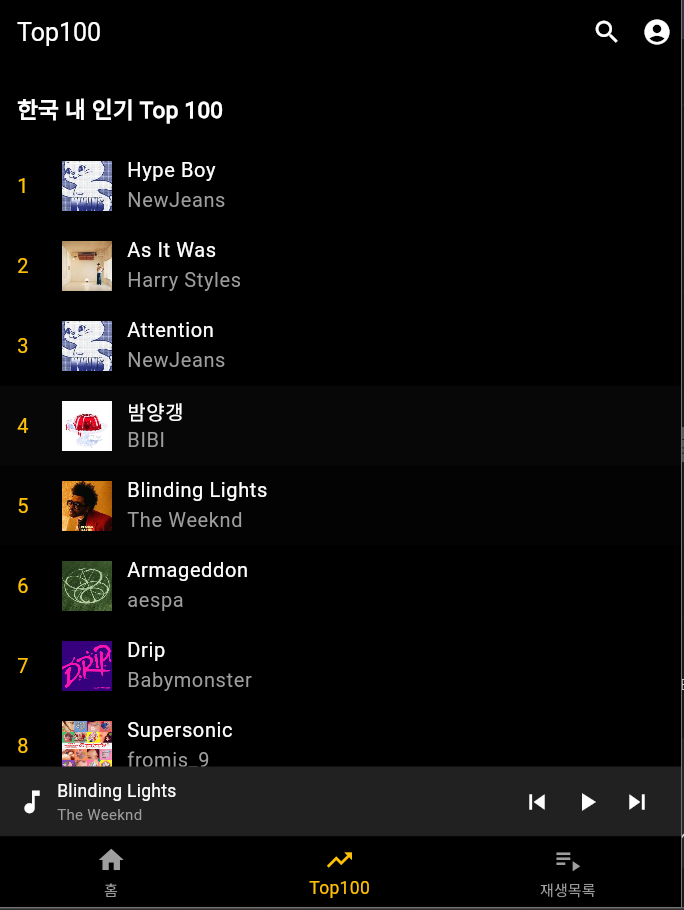 Top100
한국 내 인기 Top 100
1
Hype Boy
NewJeans
2
As It Was
Harry Styles
3
Attention
NewJeans
4
밤양갱
BIBI
5
Blinding Lights
The Weeknd
6
Armageddon
aespa
7
DRIP
Drip
Babymonster
8
Supersonic
fromis_9
Blinding Lights
The Weeknd
홈
Top100
재생목록